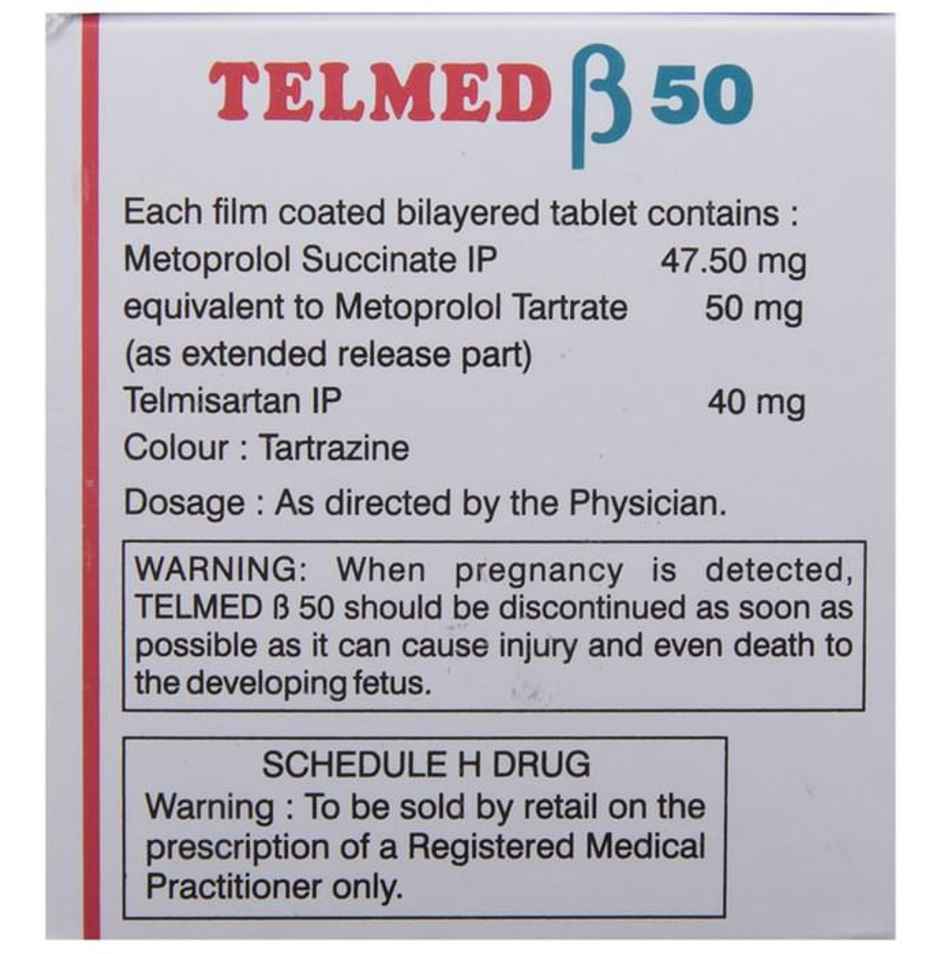 TELMED β 50
Each film coated bilayered tablet contains :
Metoprolol Succinate IP 47.50 mg
equivalent to Metoprolol Tartrate 50 mg
(as extended release part)
Telmisartan IP 40 mg
Colour : Tartrazine
Dosage : As directed by the Physician.
WARNING: When pregnancy is detected,
TELMED ß 50 should be discontinued as soon as
possible as it can cause injury and even death to
the developing fetus.
SCHEDULE H DRUG
Warning : To be sold by retail on the
prescription of a Registered Medical
Practitioner only.